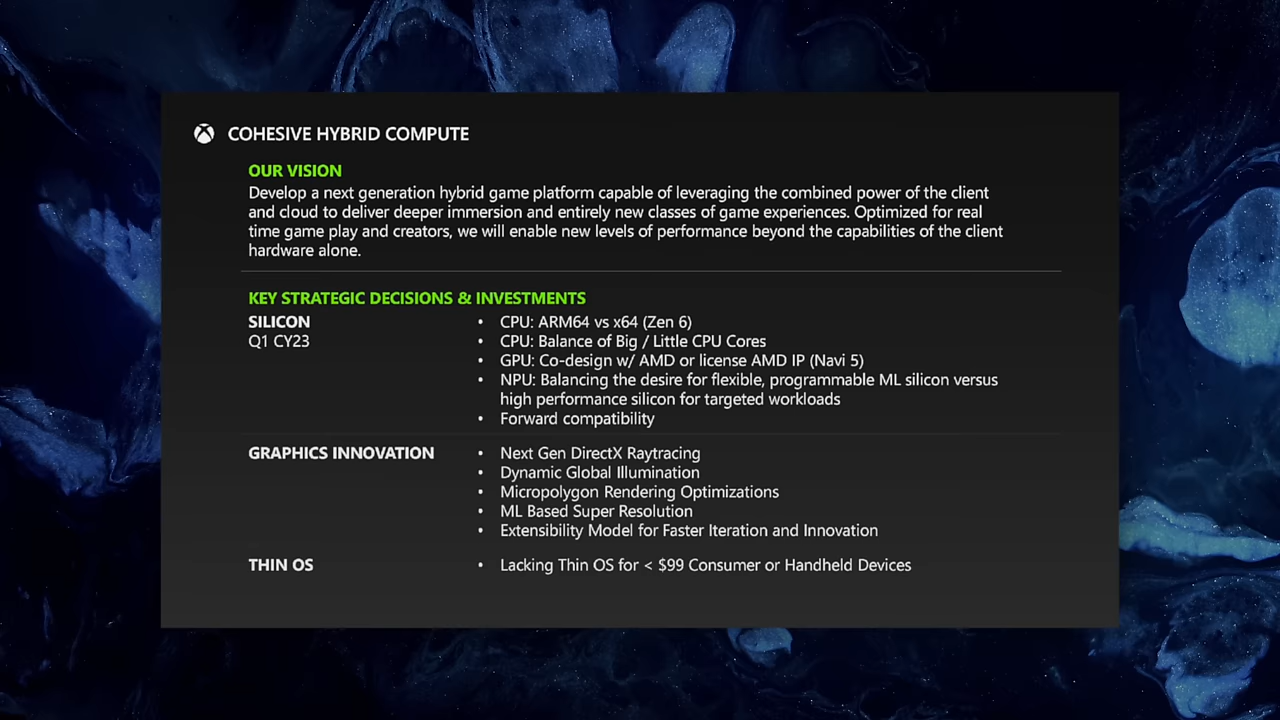 COHESIVE HYBRID COMPUTE
OUR VISION
Develop a next generation hybrid game platform capable of leveraging the combined power of the client
and cloud to deliver deeper immersion and entirely new classes of game experiences. Optimized for real
time game play and creators, we will enable new levels of performance beyond the capabilities of the client
hardware alone.
KEY STRATEGIC DECISIONS & INVESTMENTS
SILICON
Q1 CY23
• CPU: ARM64 vs x64 (Zen 6)
• CPU: Balance of Big / Little CPU Cores
• GPU: Co-design w/ AMD or license AMD IP (Navi 5)
• NPU: Balancing the desire for flexible, programmable ML silicon versus
high performance silicon for targeted workloads
• Forward compatibility
GRAPHICS INNOVATION
• Next Gen DirectX Raytracing
• Dynamic Global Illumination
• Micropolygon Rendering Optimizations
• ML Based Super Resolution
• Extensibility Model for Faster Iteration and Innovation
THIN OS
• Lacking Thin OS for < $99 Consumer or Handheld Devices